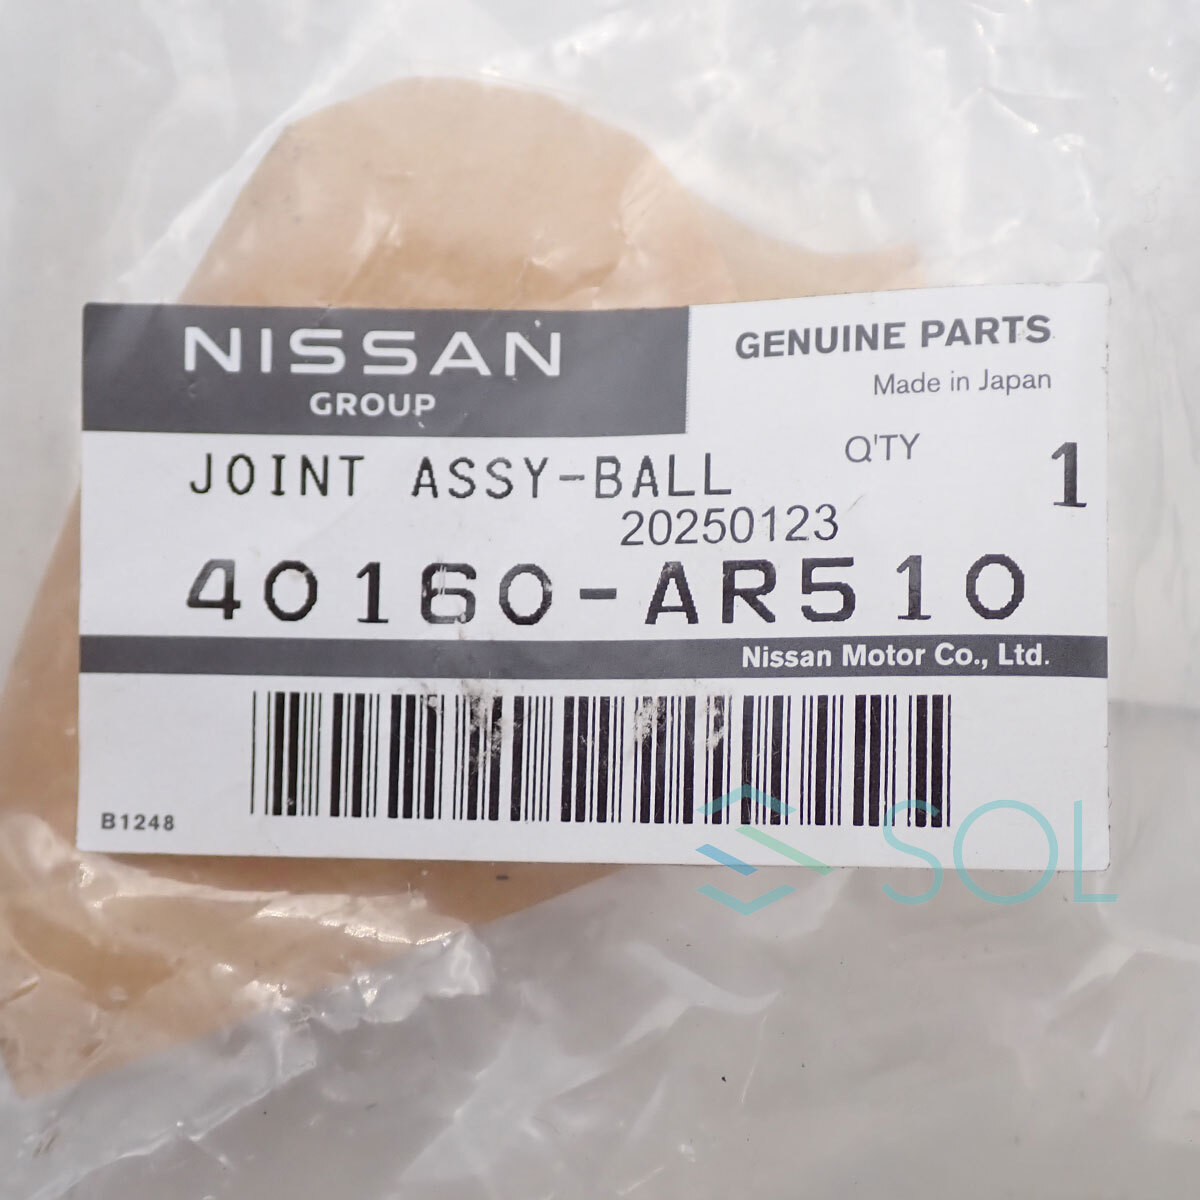 NISSAN
GROUP
GENUINE PARTS
Made in Japan
JOINT ASSY-BALL
Q'TY 1
20250123
40160-AR510
Nissan Motor Co., Ltd.
B1248
SOL